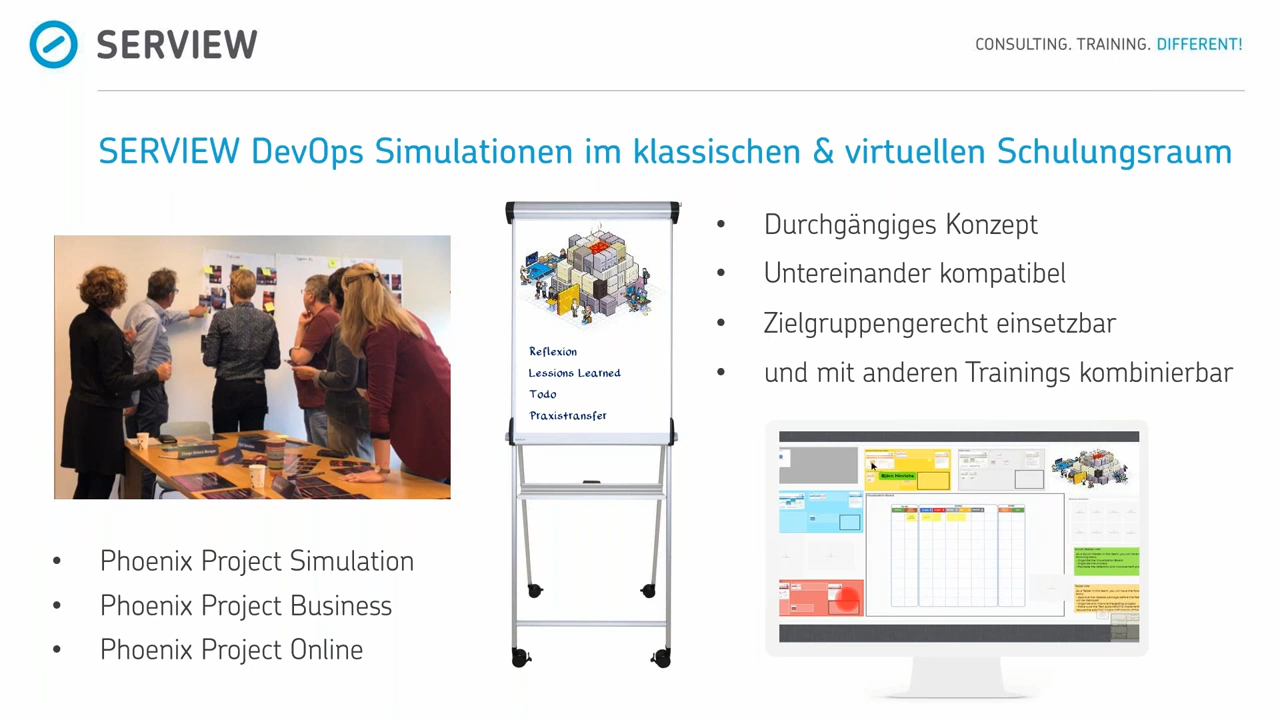 SERVIEW
CONSULTING. TRAINING. DIFFERENT!
SERVIEW DevOps Simulationen im klassischen & virtuellen Schulungsraum
Reflexion
Lessions Learned
Todo
Praxistransfer
• Durchgängiges Konzept
• Untereinander kompatibel
• Zielgruppengerecht einsetzbar
• und mit anderen Trainings kombinierbar
• Phoenix Project Simulation
• Phoenix Project Business
• Phoenix Project Online